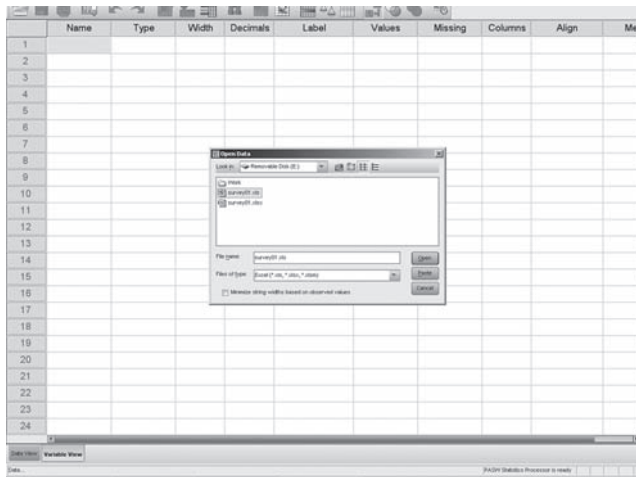 Name Type Width Decimals Label Values Missing Columns Align Me
1
2
3
4
5
6
7
8
9
10
11
12
13
14
15
16
17
18
19
20
21
22
23
24
Open Data
Look in: Removable Disk (E:)
survey01.xls
survey01.xlsx
File name: survey01.xls Open
Files of type: Excel (*.xls, *.xlsx, *.xlsm) Paste
Minimize string widths based on observed values Cancel
Data View Variable View
Data... PASW Statistics Processor is ready